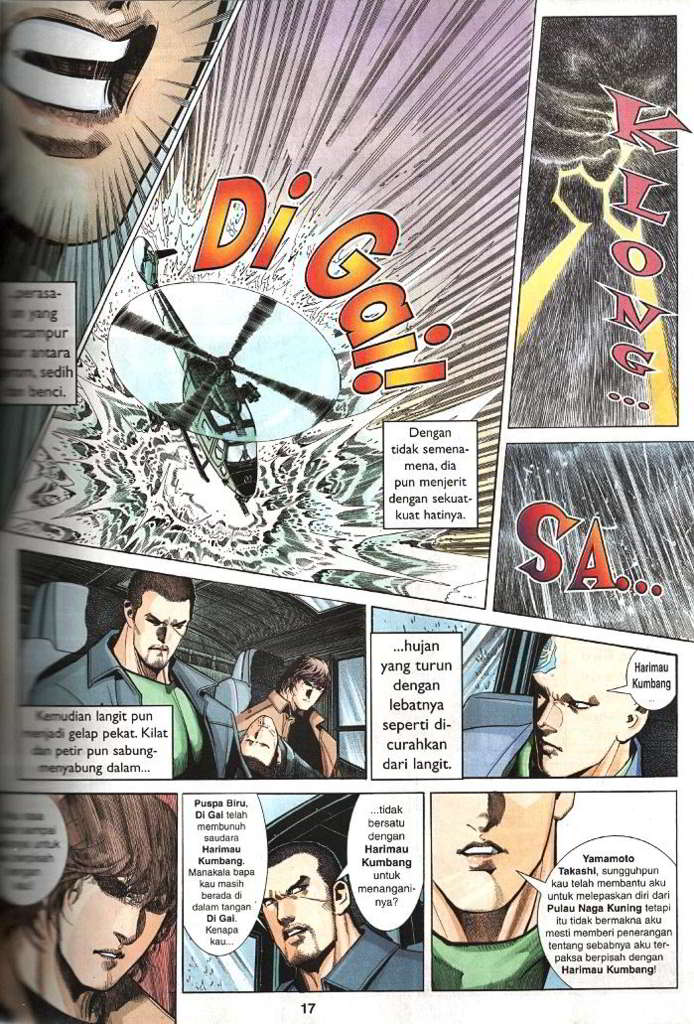 Di Gai!
KLONG...
...perasa-
yang
antara
sedih
dan benci.
Dengan
tidak semena-
mena, dia
pun menjerit
dengan sekuat-
kuat hatinya.
SA...
Kemudian langit pun
menjadi gelap pekat. Kilat
dan petir pun sabung-
menyabung dalam...
...hujan
yang turun
dengan
lebatnya
seperti di-
curahkan
dari langit.
Harimau
Kumbang
...
Puspa Biru,
Di Gai telah
membunuh
saudara
Harimau
Kumbang.
Manakala bapa
kau masih
berada di
dalam tangan
Di Gai.
Kenapa
kau...
...tidak
bersatu
dengan
Harimau
Kumbang
untuk
menangani-
nya?
Yamamoto
Takashi, sungguhpun
kau telah membantu aku
untuk melepaskan diri dari
Pulau Naga Kuning tetapi
itu tidak bermakna aku
mesti memberi penerangan
tentang sebabnya aku ter-
paksa berpisah dengan
Harimau Kumbang!
17